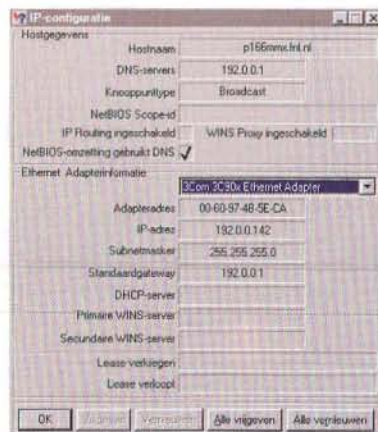 IP-configuratie
Hostgegevens
Hostnaam p166mmx.fnl.nl
DNS-servers 192.0.0.1
Knooppunttype Broadcast
NetBIOS Scope-id
IP Routing ingeschakeld WINS Proxy ingeschakeld
NetBIOS-omzetting gebruikt DNS
Ethernet Adapterinformatie
3Com 3C90x Ethernet Adapter
Adapteradres 00-60-97-48-5E-CA
IP-adres 192.0.0.142
Subnetmasker 255.255.255.0
Standaardgateway 192.0.0.1
DHCP-server
Primaire WINS-server
Secundaire WINS-server
Lease verkregen
Lease verloopt
OK Alle vrijgeven Alle vernieuwen